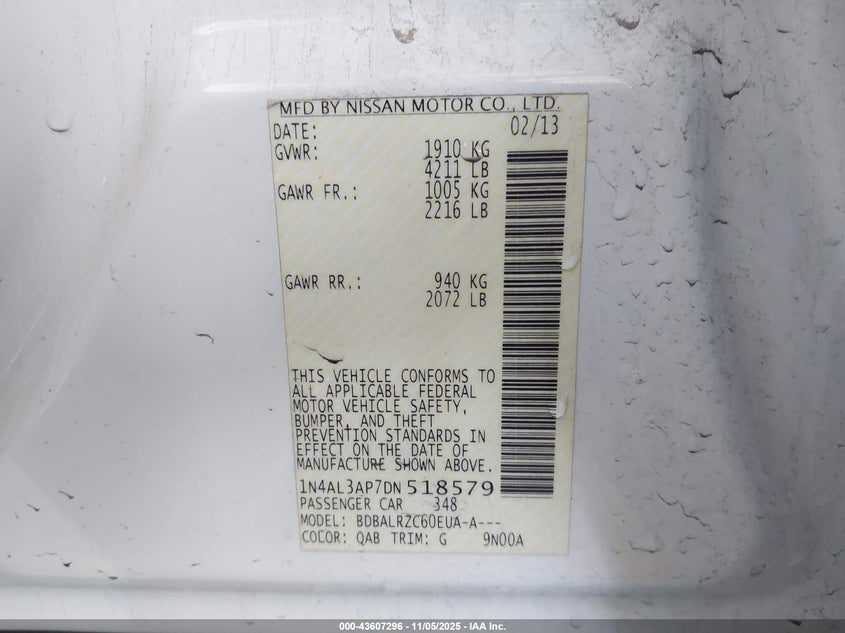 MFD BY NISSAN MOTOR CO., LTD.
DATE: 02/13
GVWR: 1910 KG
4211 LB
GAWR FR.: 1005 KG
2216 LB
GAWR RR.: 940 KG
2072 LB
THIS VEHICLE CONFORMS TO
ALL APPLICABLE FEDERAL
MOTOR VEHICLE SAFETY,
BUMPER, AND THEFT
PREVENTION STANDARDS IN
EFFECT ON THE DATE OF
MANUFACTURE SHOWN ABOVE.
1N4AL3AP7DN518579
PASSENGER CAR 348
MODEL: BDBALRZC60EUA-A---
COLOR: QAB TRIM: G 9N00A
000-43607296 - 11/05/2025 - IAA Inc.